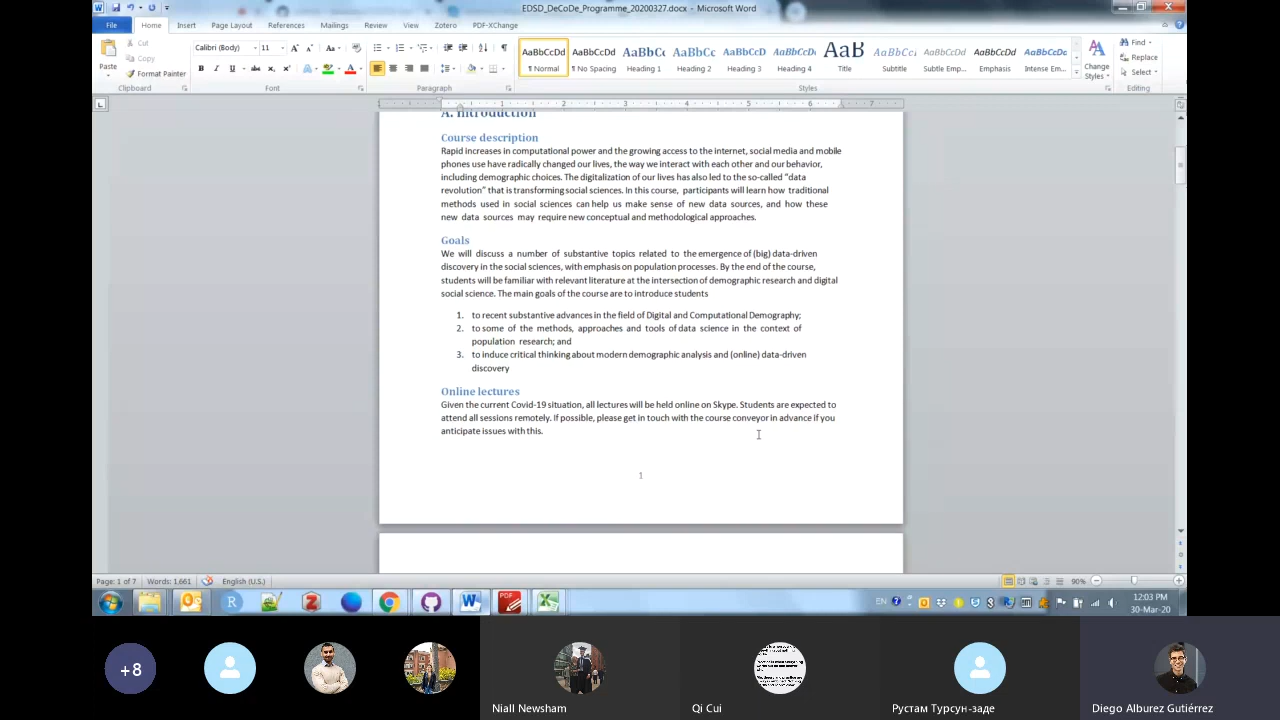 EDSD_DeCoDe_Programme_20200327.docx - Microsoft Word
File Home Insert Page Layout References Mailings Review View Zotero PDF-XChange
Paste
Cut
Copy
Format Painter
Calibri (Body) 11
AaBbCcDd AaBbCcDd AaBbCc AaBbCc AaBbCcD AaBbCcD AaB AaBbCcI AaBbCcDd AaBbCcDd AaBbCcDc
¶ Normal ¶ No Spacing Heading 1 Heading 2 Heading 3 Heading 4 Title Subtitle Subtle Emp... Emphasis Intense Em...
Change Styles
Find
Replace
Select
Clipboard Font Paragraph Styles Editing
A. Introduction
Course description
Rapid increases in computational power and the growing access to the internet, social media and mobile
phones use have radically changed our lives, the way we interact with each other and our behavior,
including demographic choices. The digitalization of our lives has also led to the so-called “data
revolution” that is transforming social sciences. In this course, participants will learn how traditional
methods used in social sciences can help us make sense of new data sources, and how these
new data sources may require new conceptual and methodological approaches.
Goals
We will discuss a number of substantive topics related to the emergence of (big) data-driven
discovery in the social sciences, with emphasis on population processes. By the end of the course,
students will be familiar with relevant literature at the intersection of demographic research and digital
social science. The main goals of the course are to introduce students
1. to recent substantive advances in the field of Digital and Computational Demography;
2. to some of the methods, approaches and tools of data science in the context of
population research; and
3. to induce critical thinking about modern demographic analysis and (online) data-driven
discovery
Online lectures
Given the current Covid-19 situation, all lectures will be held online on Skype. Students are expected to
attend all sessions remotely. If possible, please get in touch with the course conveyor in advance if you
anticipate issues with this.
1
Page: 1 of 7 Words: 1,661 English (U.S.) 90%
EN 12:03 PM
30-Mar-20
+8
Niall Newsham Qi Cui Рустам Турсун-заде Diego Alburez Gutiérrez